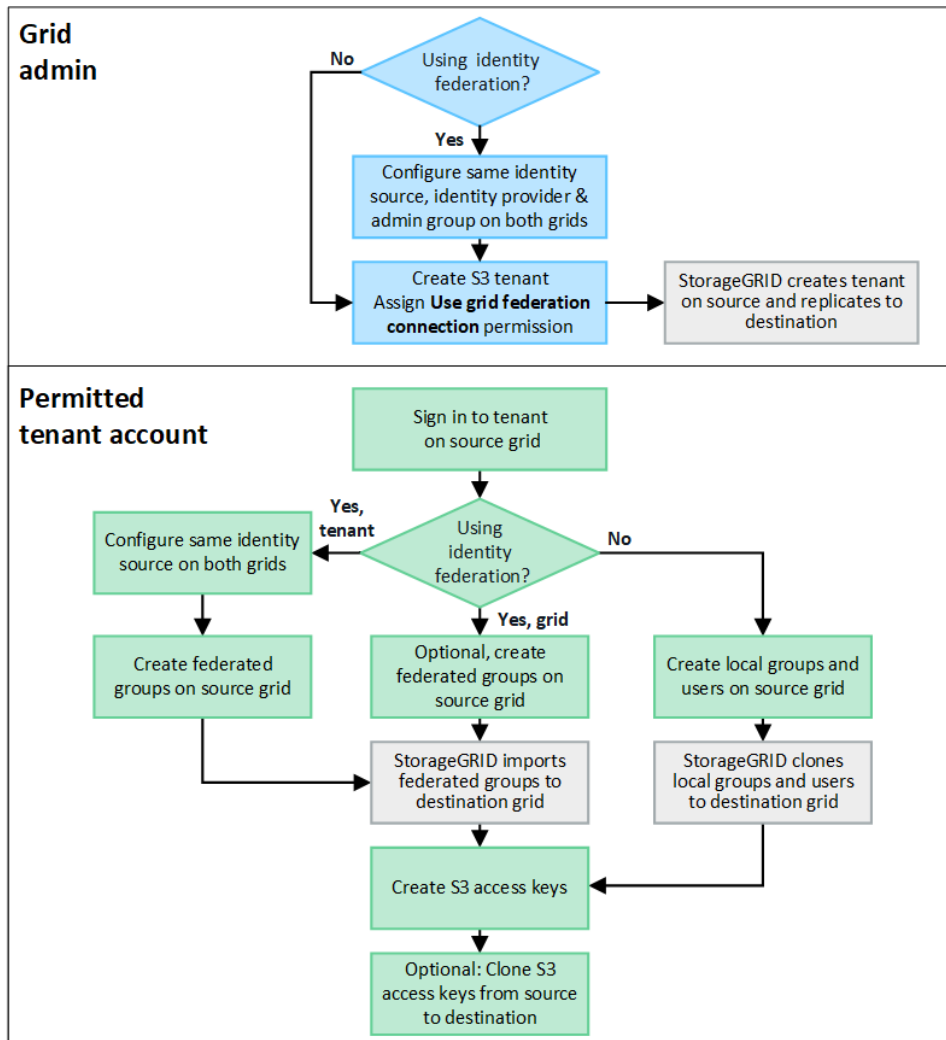 Grid
admin
No
Using identity
federation?
Yes
Configure same identity
source, identity provider &
admin group on both grids
Create S3 tenant
Assign Use grid federation
connection permission
StorageGRID creates tenant
on source and replicates to
destination
Permitted
tenant account
Sign in to tenant
on source grid
Yes,
tenant
Configure same identity
source on both grids
Using
identity
federation?
No
Yes, grid
Create federated
groups on source grid
Optional, create
federated groups on
source grid
Create local groups and
users on source grid
StorageGRID imports
federated groups to
destination grid
StorageGRID clones
local groups and users
to destination grid
Create S3 access keys
Optional: Clone S3
access keys from source
to destination